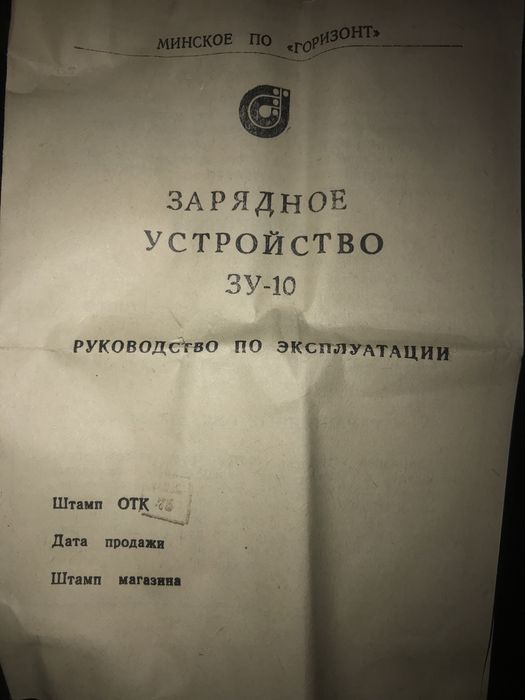 МИНСКОЕ ПО «ГОРИЗОНТ»
ЗАРЯДНОЕ
УСТРОЙСТВО
ЗУ-10
РУКОВОДСТВО ПО ЭКСПЛУАТАЦИИ
Штамп ОТК
Дата продажи
Штамп магазина